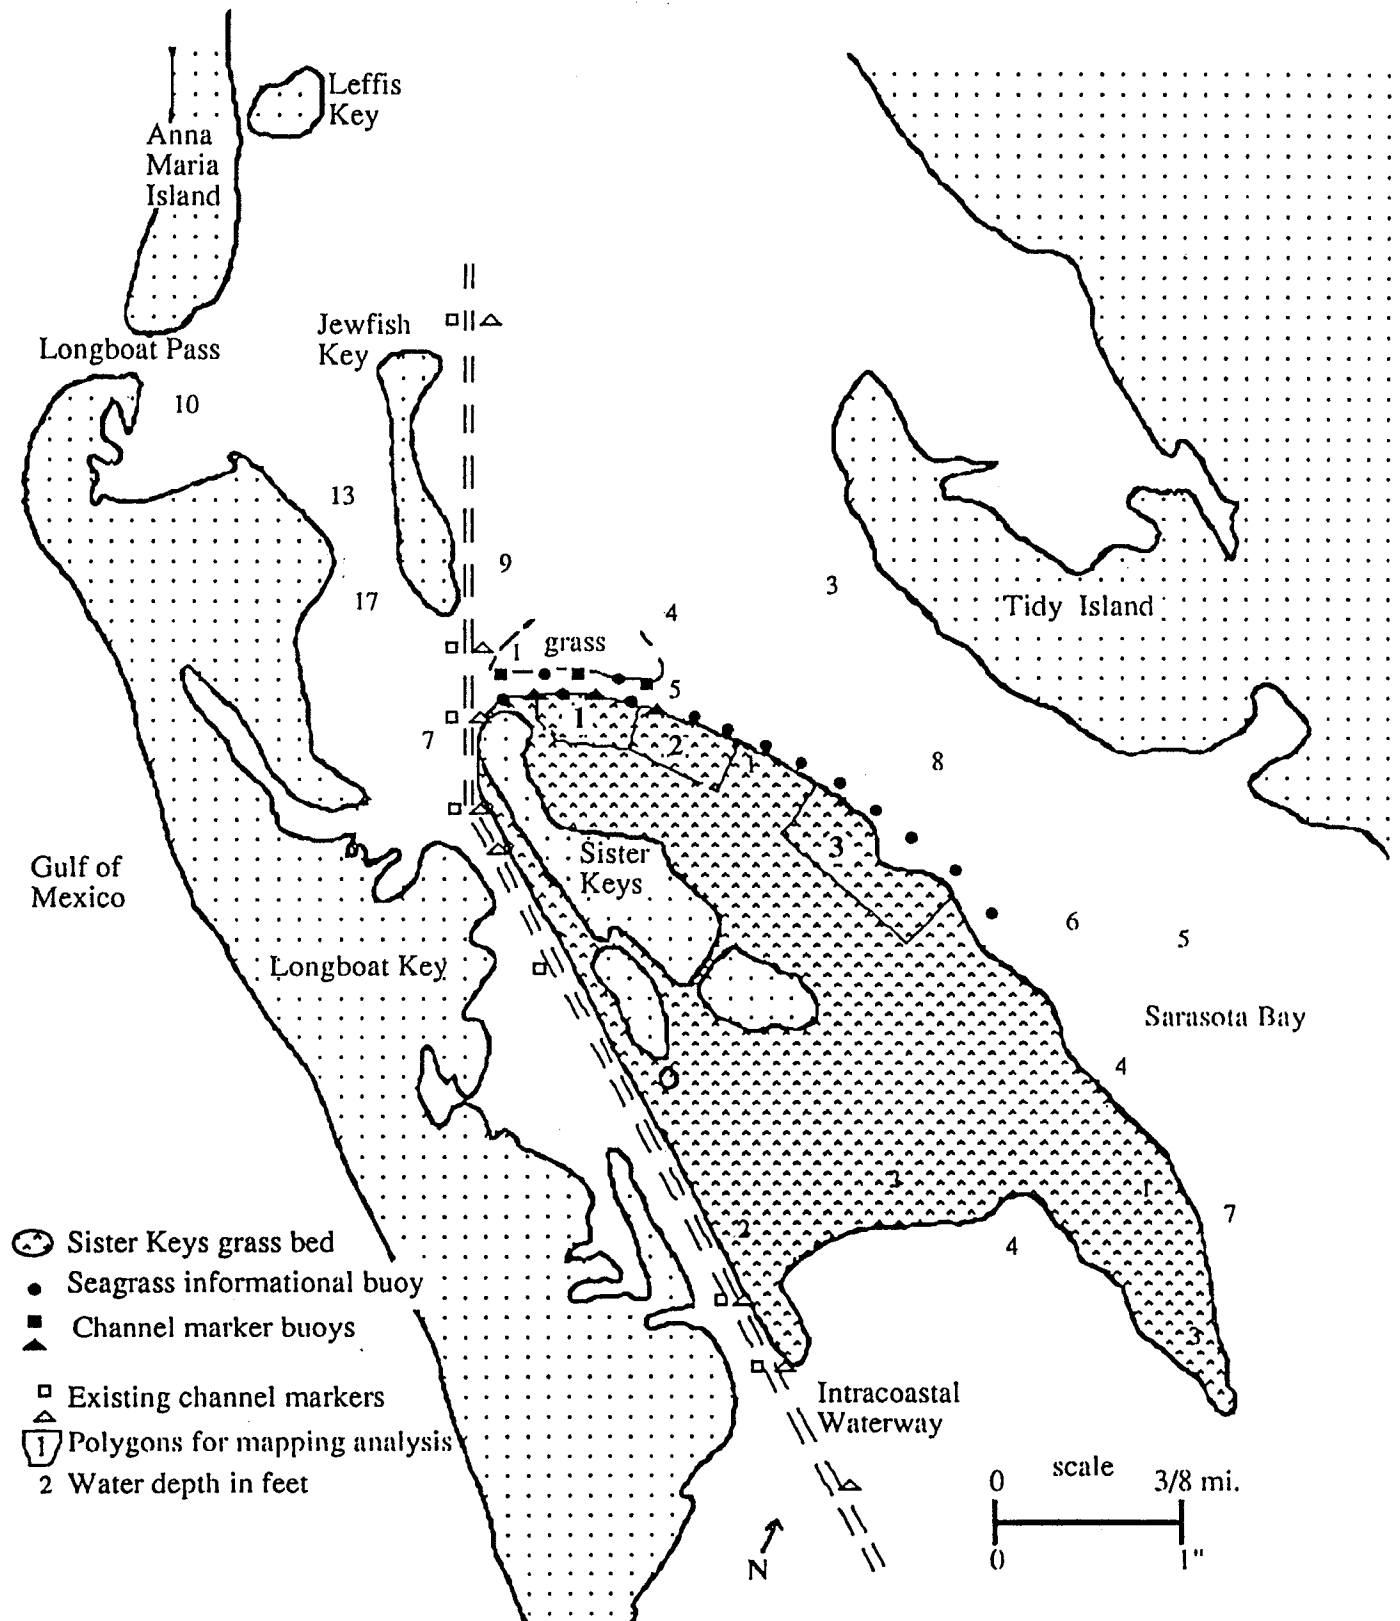 Leffis
Key
Anna
Maria
Island
Jewfish
Key
Longboat Pass
10
13
9
17
3
4
Tidy Island
grass
1
5
1
7
2
1
8
3
Gulf of
Mexico
Sister
Keys
6
5
Longboat Key
Sarasota Bay
4
3
1
7
2
4
Sister Keys grass bed
Seagrass informational buoy
Channel marker buoys
3
Existing channel markers
Intracoastal
Waterway
1 Polygons for mapping analysis
2 Water depth in feet
scale
0 3/8 mi.
0 1"
N